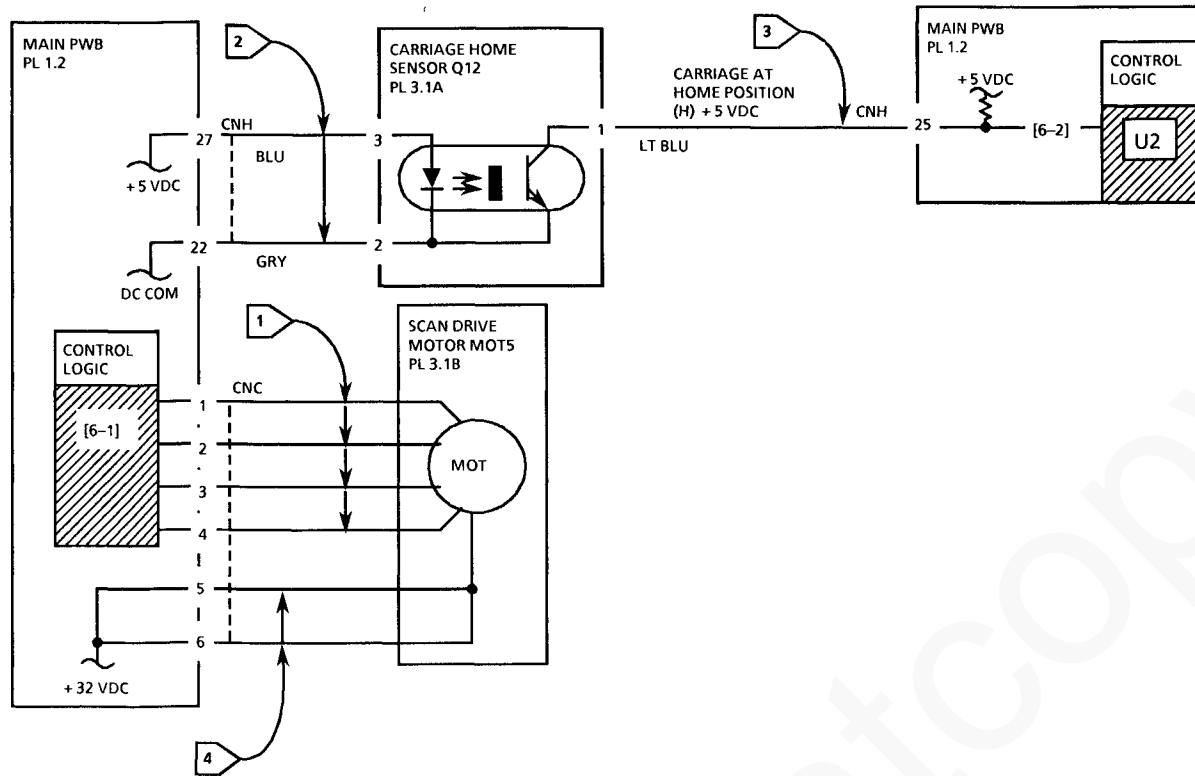 MAIN PWB
PL 1.2
2
CARRIAGE HOME
SENSOR Q12
PL 3.1A
3
MAIN PWB
PL 1.2
CONTROL
LOGIC
+5 VDC
CARRIAGE AT
HOME POSITION
(H) +5 VDC
27
CNH
3
1
CNH
25
[6–2]
U2
BLU
LT BLU
+5 VDC
22
2
GRY
DC COM
1
SCAN DRIVE
MOTOR MOT5
PL 3.1B
CONTROL
LOGIC
CNC
1
[6–1]
2
MOT
3
4
5
6
+ 32 VDC
4